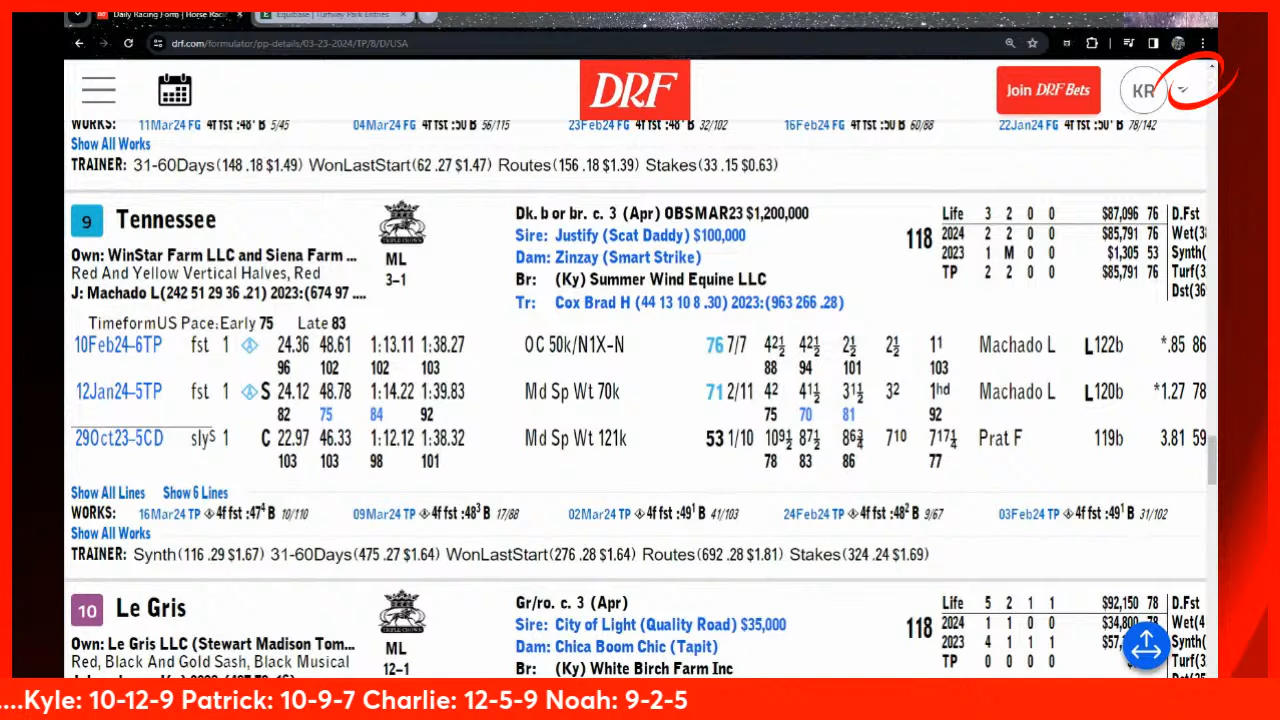 Daily Racing Form | Horse Rac
Equibase | Turfway Park Entries
drf.com/formulator/pp-details/03-23-2024/TP/8/D/USA
DRF
Join DRF Bets
KR
WORKS: 11Mar24 FG 4f fst :48¹ B 5/45 04Mar24 FG 4f fst :50 B 56/115 23Feb24 FG 4f fst :48¹ B 32/102 16Feb24 FG 4f fst :50 B 60/88 22Jan24 FG 4f fst :50¹ B 78/142
Show All Works
TRAINER: 31-60Days(148 .18 $1.49) WonLastStart(62 .27 $1.47) Routes(156 .18 $1.39) Stakes(33 .15 $0.63)
9 Tennessee
TRIPLE CROWN
ML
3-1
Own: WinStar Farm LLC and Siena Farm ...
Red And Yellow Vertical Halves, Red
J: Machado L(242 51 29 36 .21) 2023:(674 97 ....
Dk. b or br. c. 3 (Apr) OBSMAR23 $1,200,000
Sire: Justify (Scat Daddy) $100,000
Dam: Zinzay (Smart Strike)
Br: (Ky) Summer Wind Equine LLC
Tr: Cox Brad H (44 13 10 8 .30) 2023:(963 266 .28)
118
Life 3 2 0 0 $87,096 76 D.Fst
2024 2 2 0 0 $85,791 76 Wet(3
2023 1 M 0 0 $1,305 53 Synth(
TP 2 2 0 0 $85,791 76 Turf(3
Dst(36
TimeformUS Pace: Early 75 Late 83
10Feb24-6TP fst 1 24.36 48.61 1:13.11 1:38.27 OC 50k/N1X-N 76 7/7 42½ 42½ 2½ 2½ 1¹ Machado L L122b *.85 86
96 102 102 103 88 94 101 103
12Jan24-5TP fst 1 S 24.12 48.78 1:14.22 1:39.83 Md Sp Wt 70k 71 2/11 42 41½ 31½ 32 1hd Machado L L120b *1.27 78
82 75 84 92 75 70 81 92
29Oct23-5CD slyS 1 C 22.97 46.33 1:12.12 1:38.32 Md Sp Wt 121k 53 1/10 109½ 87½ 86¾ 710 717¼ Prat F 119b 3.81 59
103 103 98 101 78 83 86 77
Show All Lines Show 6 Lines
WORKS: 16Mar24 TP 4f fst :47⁴ B 10/110 09Mar24 TP 4f fst :48³ B 17/88 02Mar24 TP 4f fst :49¹ B 41/103 24Feb24 TP 4f fst :48² B 9/67 03Feb24 TP 4f fst :49¹ B 31/102
Show All Works
TRAINER: Synth(116 .29 $1.67) 31-60Days(475 .27 $1.64) WonLastStart(276 .28 $1.64) Routes(692 .28 $1.81) Stakes(324 .24 $1.69)
10 Le Gris
TRIPLE CROWN
ML
12-1
Own: Le Gris LLC (Stewart Madison Tom...
Red, Black And Gold Sash, Black Musical
Gr/ro. c. 3 (Apr)
Sire: City of Light (Quality Road) $35,000
Dam: Chica Boom Chic (Tapit)
Br: (Ky) White Birch Farm Inc
118
Life 5 2 1 1 $92,150 78 D.Fst
2024 1 1 0 0 $34,800 78 Wet(4
2023 4 1 1 1 $57, Synth(
TP 0 0 0 0 Turf(3
....Kyle: 10-12-9 Patrick: 10-9-7 Charlie: 12-5-9 Noah: 9-2-5